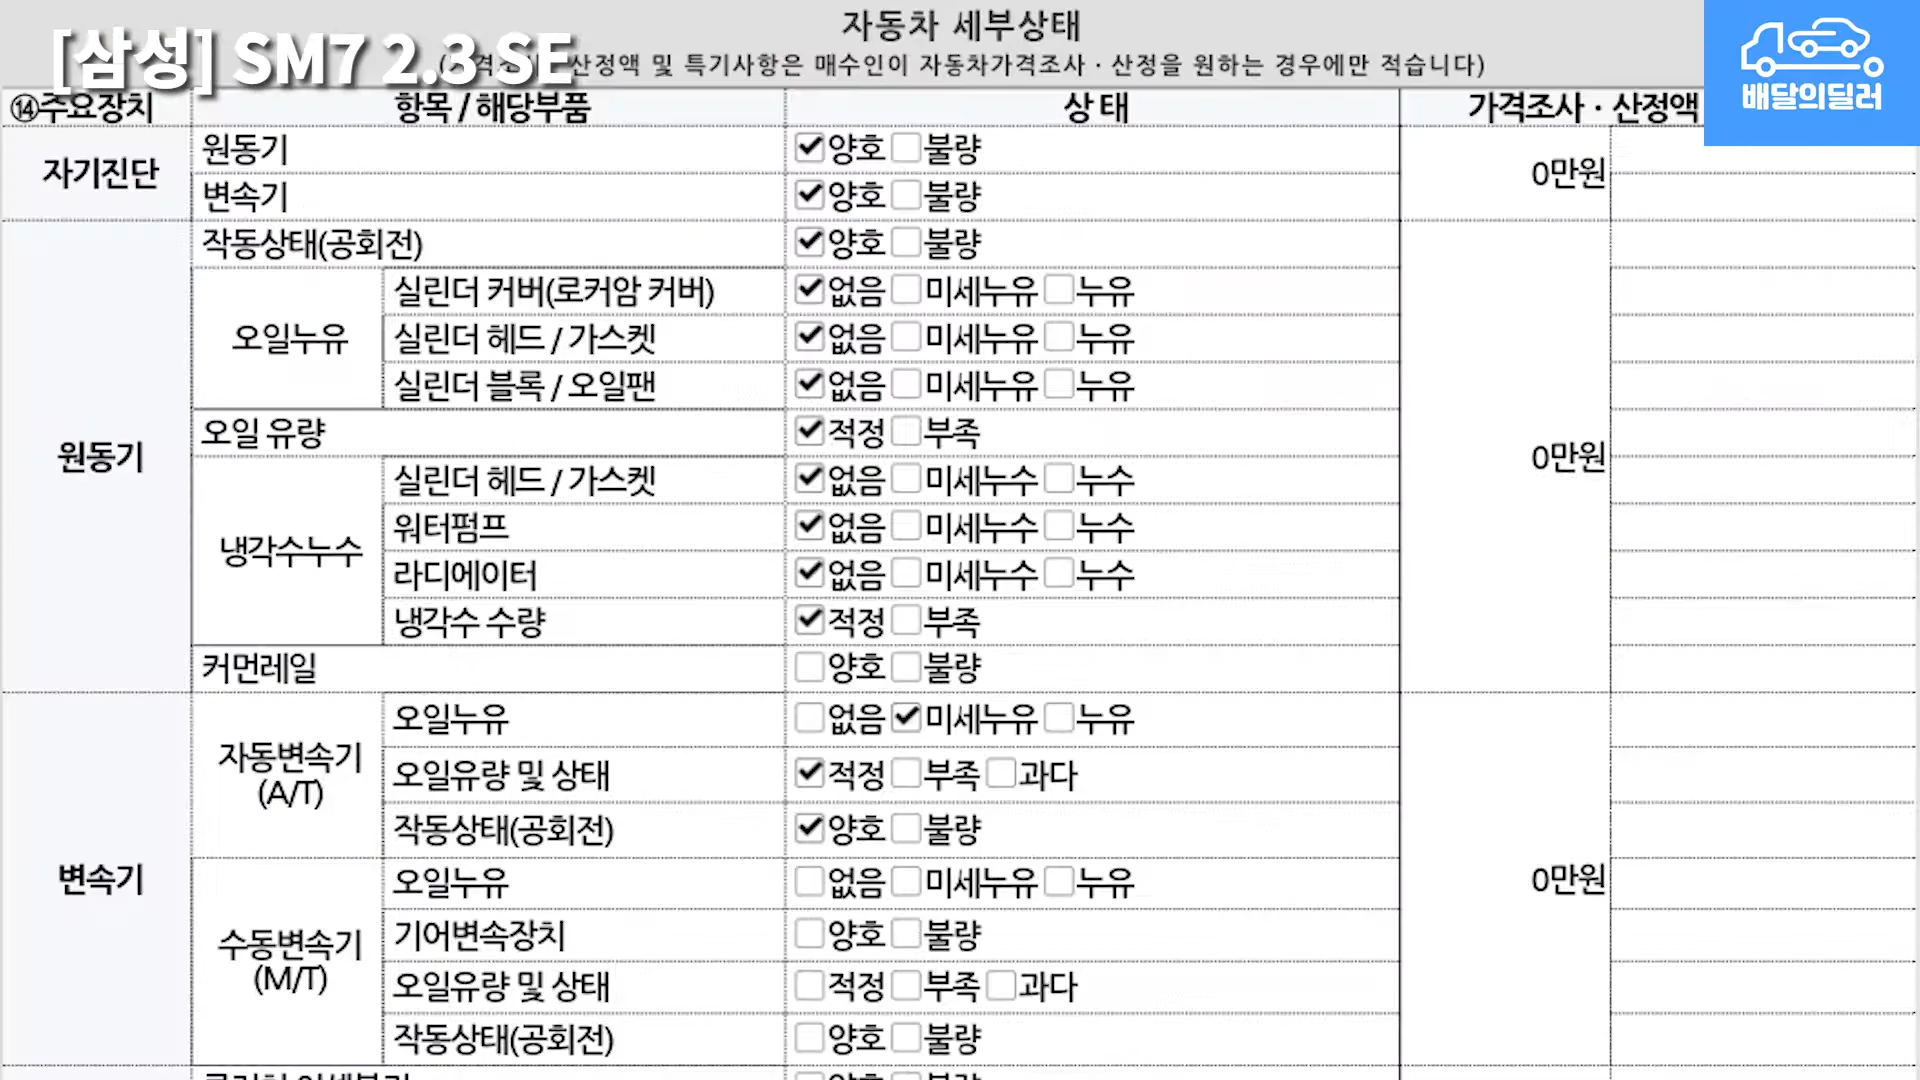 자동차 세부상태
[삼성] SM7 2.3 SE
산정액 및 특기사항은 매수인이 자동차가격조사 · 산정을 원하는 경우에만 적습니다)
배달의딜러
⑭주요장치 항목 / 해당부품 상 태 가격조사 · 산정액
자기진단 원동기 양호 불량 0만원
변속기 양호 불량
원동기 작동상태(공회전) 양호 불량 0만원
오일누유 실린더 커버(로커암 커버) 없음 미세누유 누유
실린더 헤드 / 가스켓 없음 미세누유 누유
실린더 블록 / 오일팬 없음 미세누유 누유
오일 유량 적정 부족
냉각수누수 실린더 헤드 / 가스켓 없음 미세누수 누수
워터펌프 없음 미세누수 누수
라디에이터 없음 미세누수 누수
냉각수 수량 적정 부족
커먼레일 양호 불량
변속기 자동변속기 (A/T) 오일누유 없음 미세누유 누유 0만원
오일유량 및 상태 적정 부족 과다
작동상태(공회전) 양호 불량
수동변속기 (M/T) 오일누유 없음 미세누유 누유
기어변속장치 양호 불량
오일유량 및 상태 적정 부족 과다
작동상태(공회전) 양호 불량